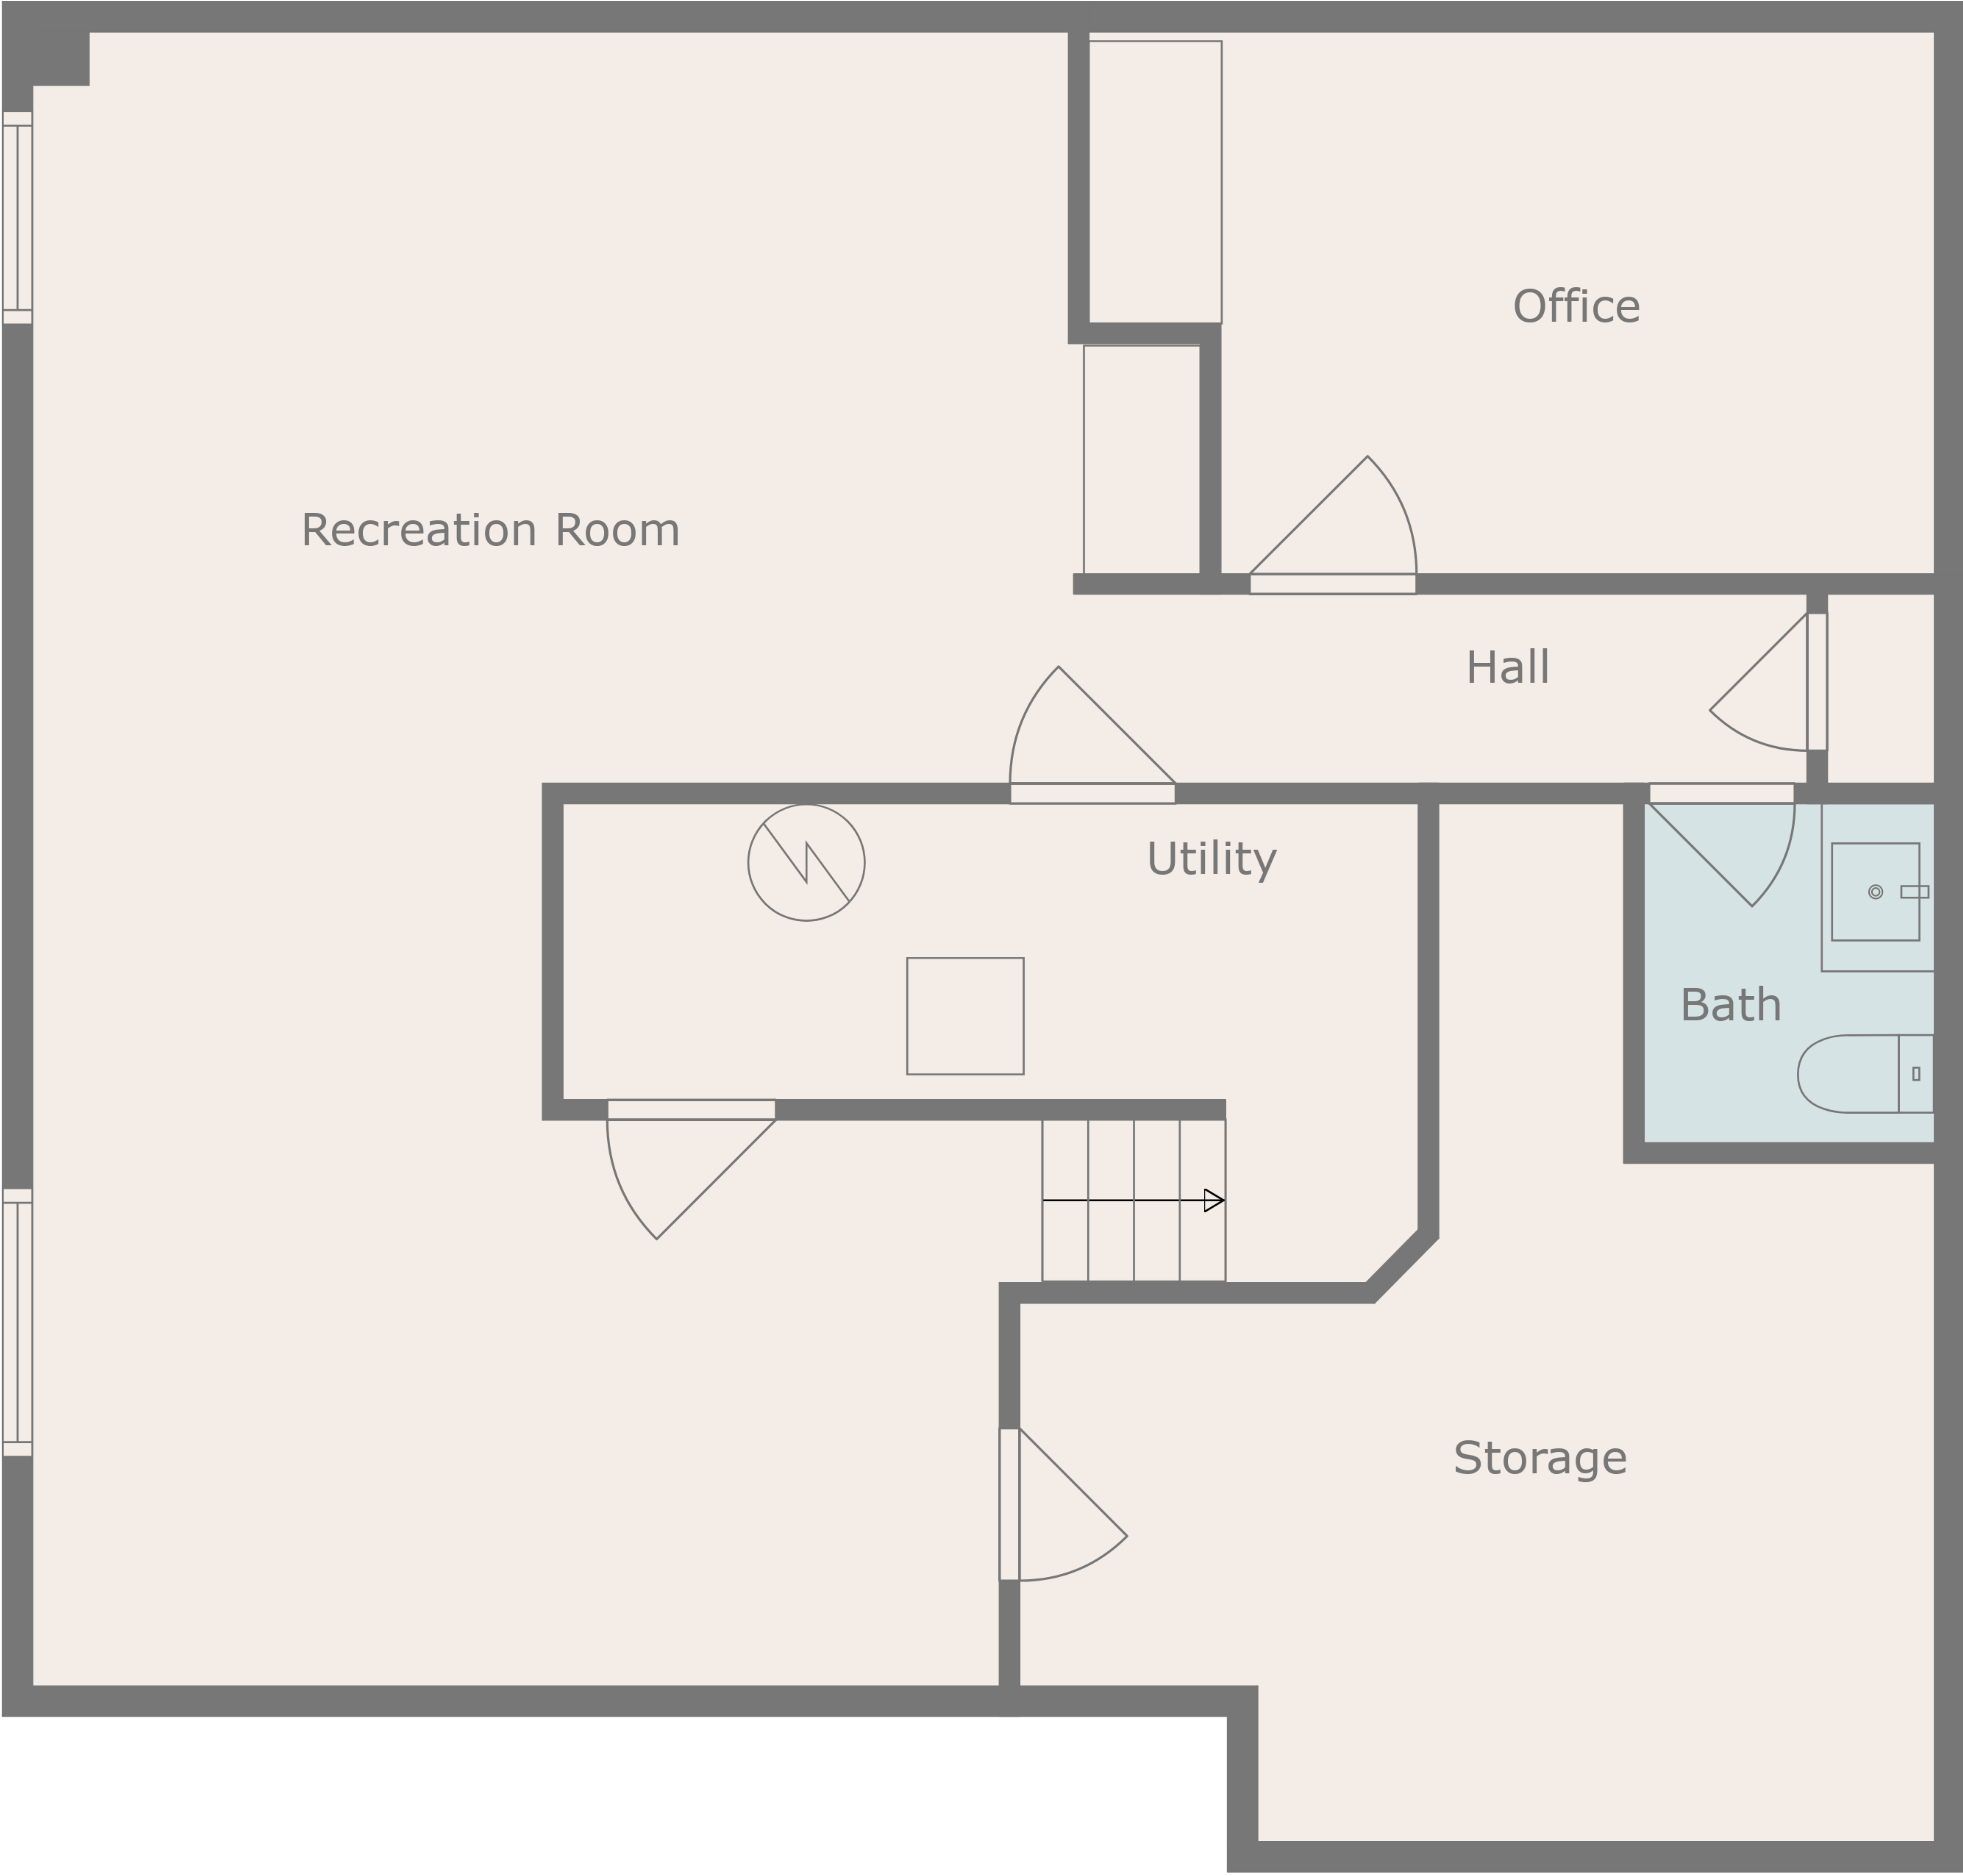 Office
Recreation Room
Hall
Utility
Bath
Storage